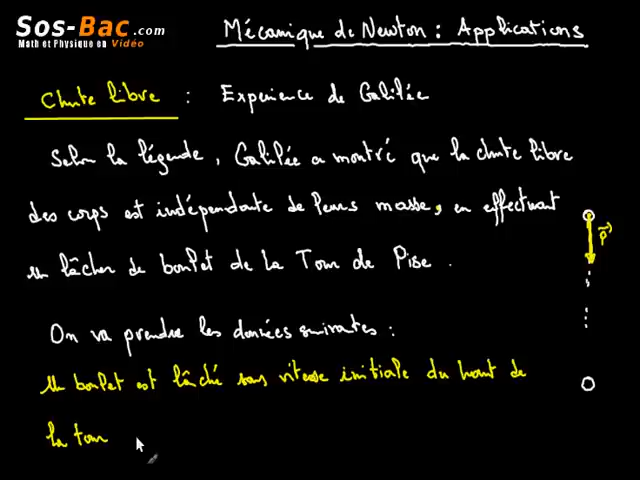 Sos-Bac.com
Math et Physique en Vidéo
Mécanique de Newton : Applications
Chute libre : Expérience de Galilée
Selon la légende, Galilée a montré que la chute libre
des corps est indépendante de leurs masse, en effectuant
un lâcher de boulet de la Tour de Pise.
On va prendre les données suivantes :
un boulet est lâché sans vitesse initiale du haut de
la tour
P